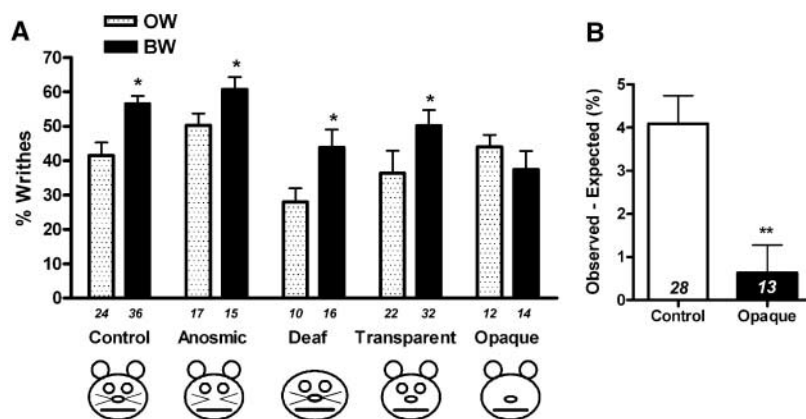 A
OW
BW
B
70
60
50
40
30
20
10
0
% Writhes
* * * *
24 36 17 15 10 16 22 32 12 14
Control Anosmic Deaf Transparent Opaque
5
4
3
2
1
0
Observed - Expected (%)
**
28 13
Control Opaque